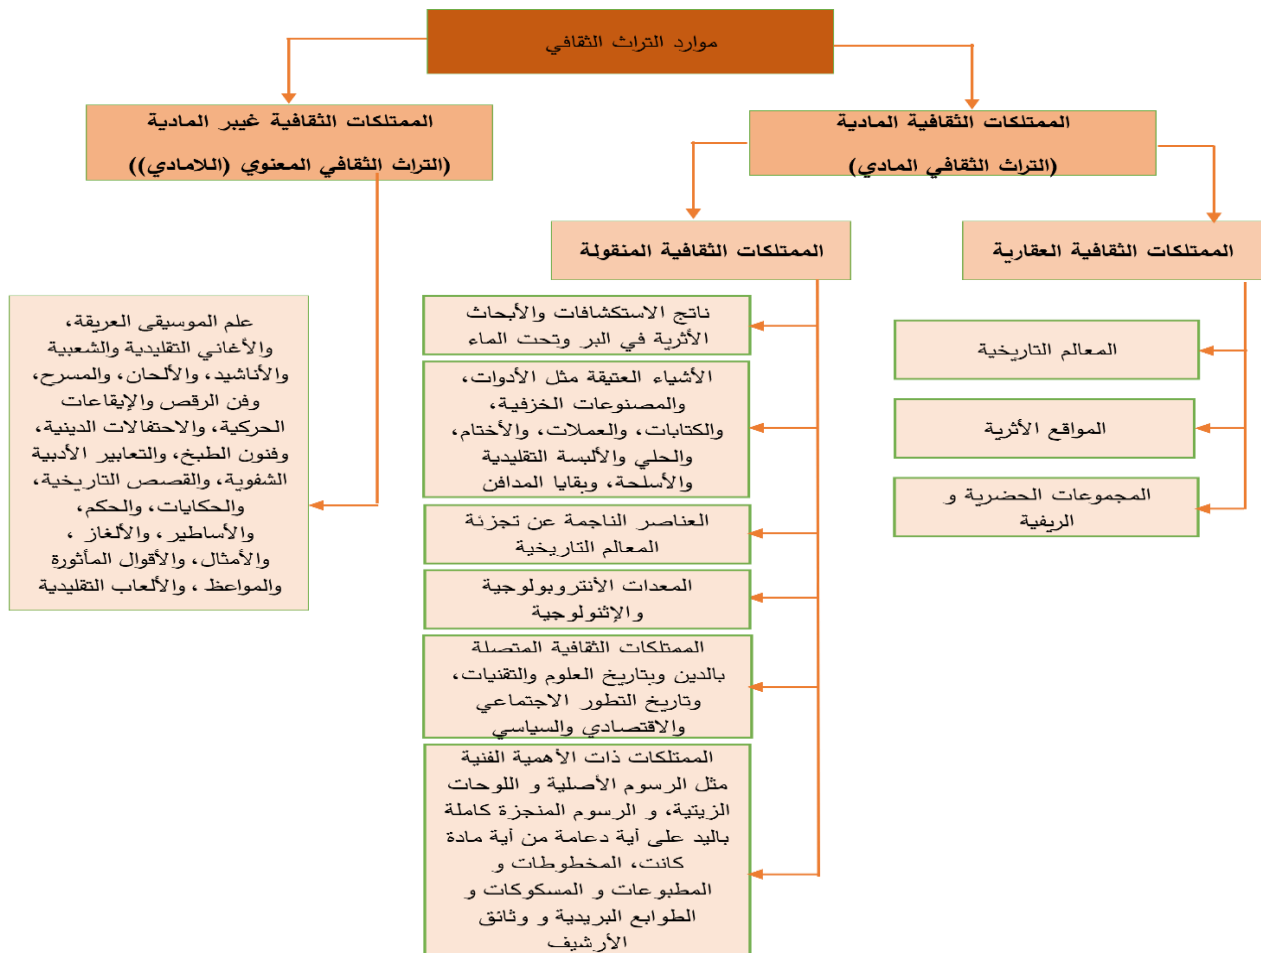 موارد التراث الثقافي
الممتلكات الثقافية المادية
(التراث الثقافي المادي)
الممتلكات الثقافية غيبر المادية
(التراث الثقافي المعنوي (اللامادي))
الممتلكات الثقافية العقارية
المعالم التاريخية
المواقع الأثرية
المجموعات الحضرية و
الريفية
الممتلكات الثقافية المنقولة
ناتج الاستكشافات والأبحاث
الأثرية في البر وتحت الماء
الأشياء العتيقة مثل الأدوات،
والمصنوعات الخزفية،
والكتابات، والعملات، والأختام،
والحلي والألبسة التقليدية
والأسلحة، وبقايا المدافن
العناصر الناجمة عن تجزئة
المعالم التاريخية
المعدات الأنتروبولوجية
والإثنولوجية
الممتلكات الثقافية المتصلة
بالدين وبتاريخ العلوم والتقنيات،
وتاريخ التطور الاجتماعي
والاقتصادي والسياسي
الممتلكات ذات الأهمية الفنية
مثل الرسوم الأصلية و اللوحات
الزيتية، و الرسوم المنجزة كاملة
باليد على أية دعامة من أية مادة
كانت، المخطوطات و
المطبوعات و المسكوكات و
الطوابع البريدية و وثائق
الأرشيف
علم الموسيقى العريقة،
والأغاني التقليدية والشعبية
والأناشيد، والألحان، والمسرح،
وفن الرقص والإيقاعات
الحركية، والاحتفالات الدينية،
وفنون الطبخ، والتعابير الأدبية
الشفوية، والقصص التاريخية،
والحكايات، والحكم،
والأساطير، والألغاز ،
والأمثال، والأقوال المأثورة
والمواعظ ، والألعاب التقليدية